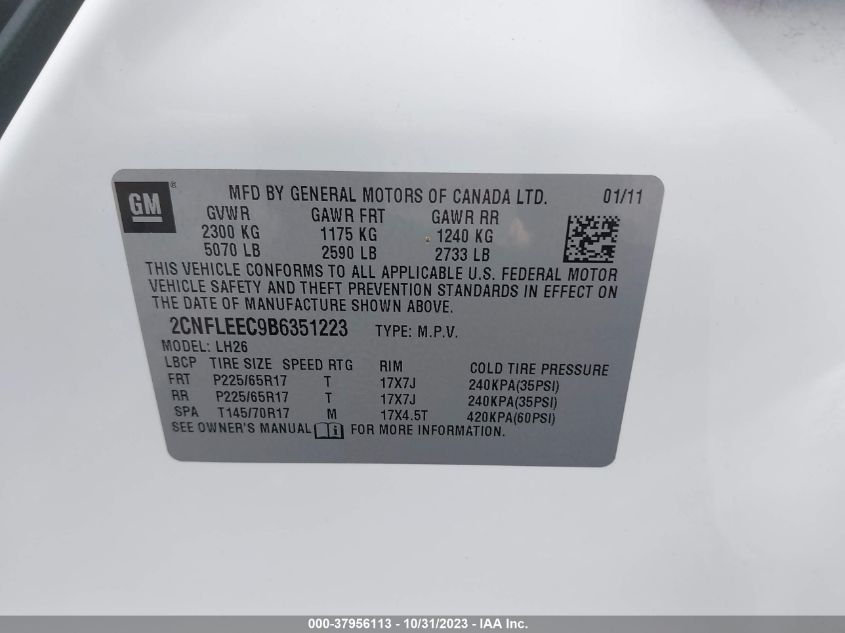 GM® MFD BY GENERAL MOTORS OF CANADA LTD. 01/11
GVWR GAWR FRT GAWR RR
2300 KG 1175 KG 1240 KG
5070 LB 2590 LB 2733 LB
THIS VEHICLE CONFORMS TO ALL APPLICABLE U.S. FEDERAL MOTOR
VEHICLE SAFETY AND THEFT PREVENTION STANDARDS IN EFFECT ON
THE DATE OF MANUFACTURE SHOWN ABOVE.
2CNFLEEC9B6351223 TYPE: M.P.V.
MODEL: LH26
LBCP TIRE SIZE SPEED RTG RIM COLD TIRE PRESSURE
FRT P225/65R17 T 17X7J 240KPA(35PSI)
RR P225/65R17 T 17X7J 240KPA(35PSI)
SPA T145/70R17 M 17X4.5T 420KPA(60PSI)
SEE OWNER'S MANUAL i FOR MORE INFORMATION.
000-37956113 - 10/31/2023 - IAA Inc.